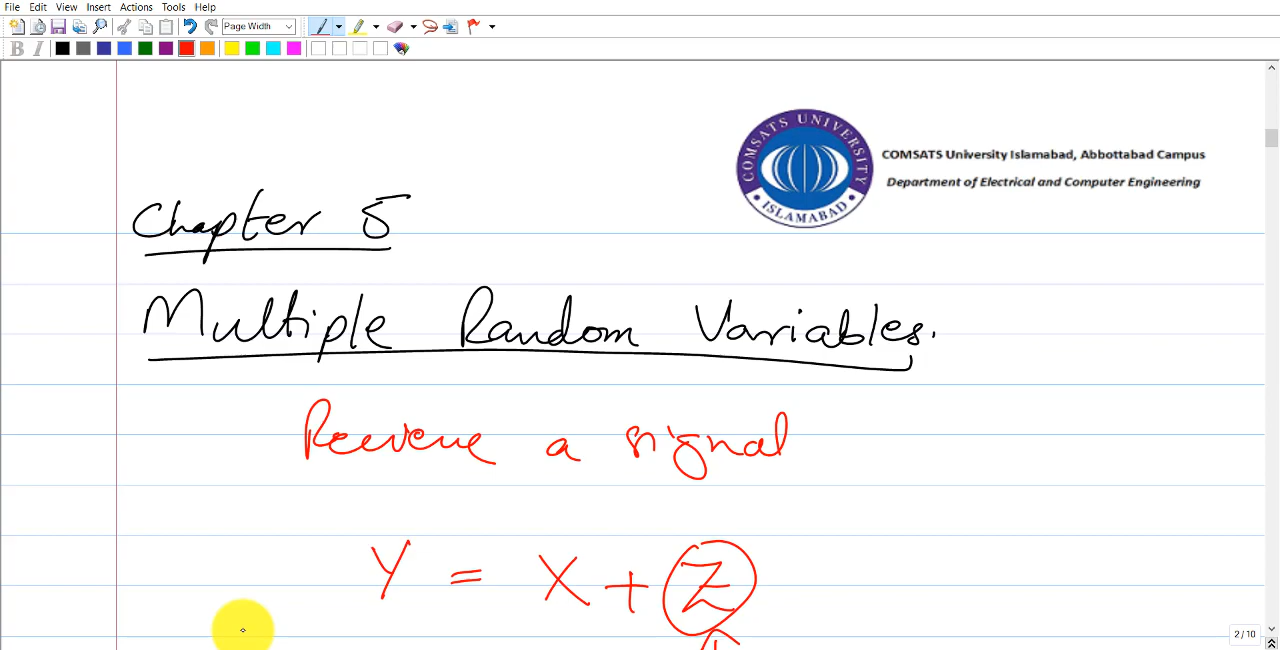 File Edit View Insert Actions Tools Help
Page Width
B I
COMSATS UNIVERSITY
ISLAMABAD
COMSATS University Islamabad, Abbottabad Campus
Department of Electrical and Computer Engineering
Chapter 5
Multiple Random Variables.
a signal
Y = X + Z
2/10